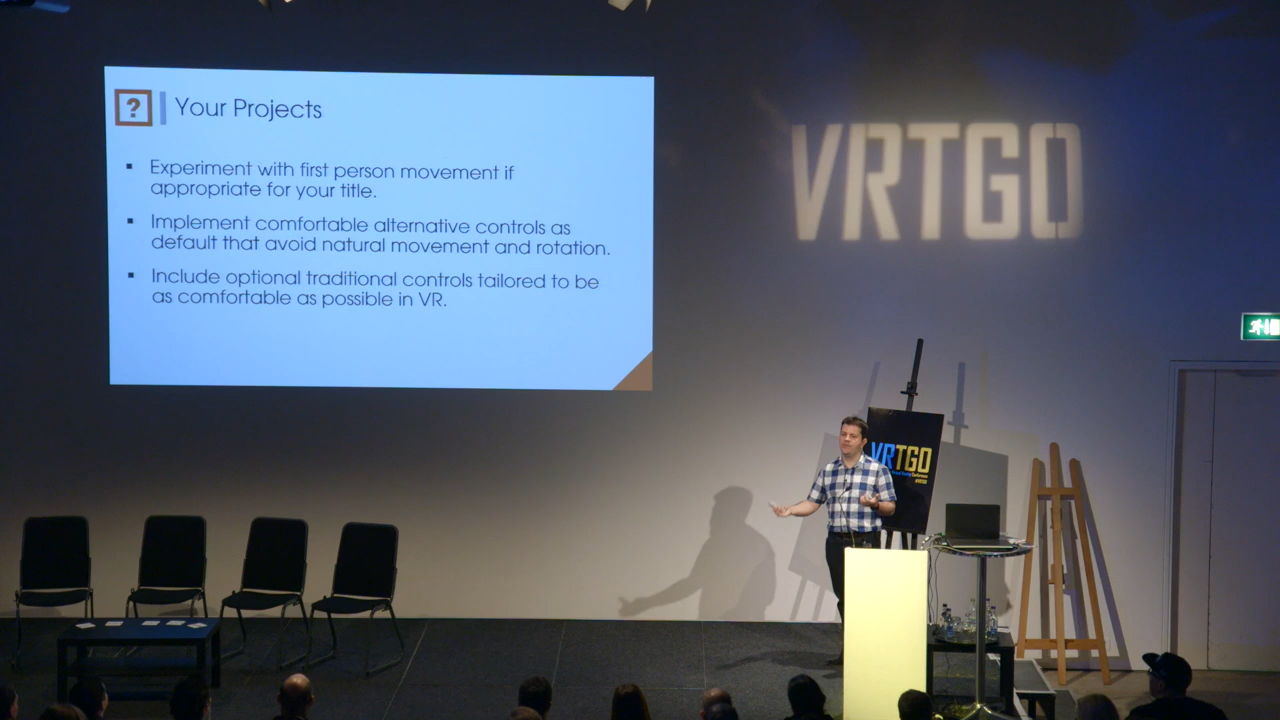 ? Your Projects
▪ Experiment with first person movement if
appropriate for your title.
▪ Implement comfortable alternative controls as
default that avoid natural movement and rotation.
▪ Include optional traditional controls tailored to be
as comfortable as possible in VR.
VRTGO
VRTGO
Conference
#VRTGO